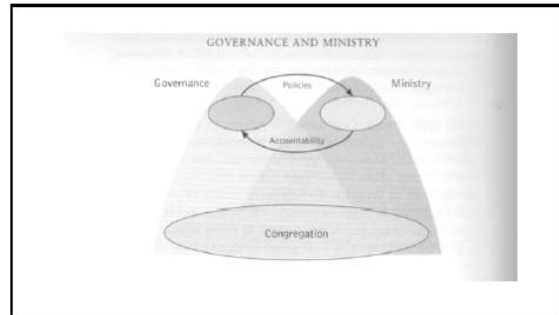 GOVERNANCE AND MINISTRY
Governance
Policies
Ministry
Accountability
Congregation